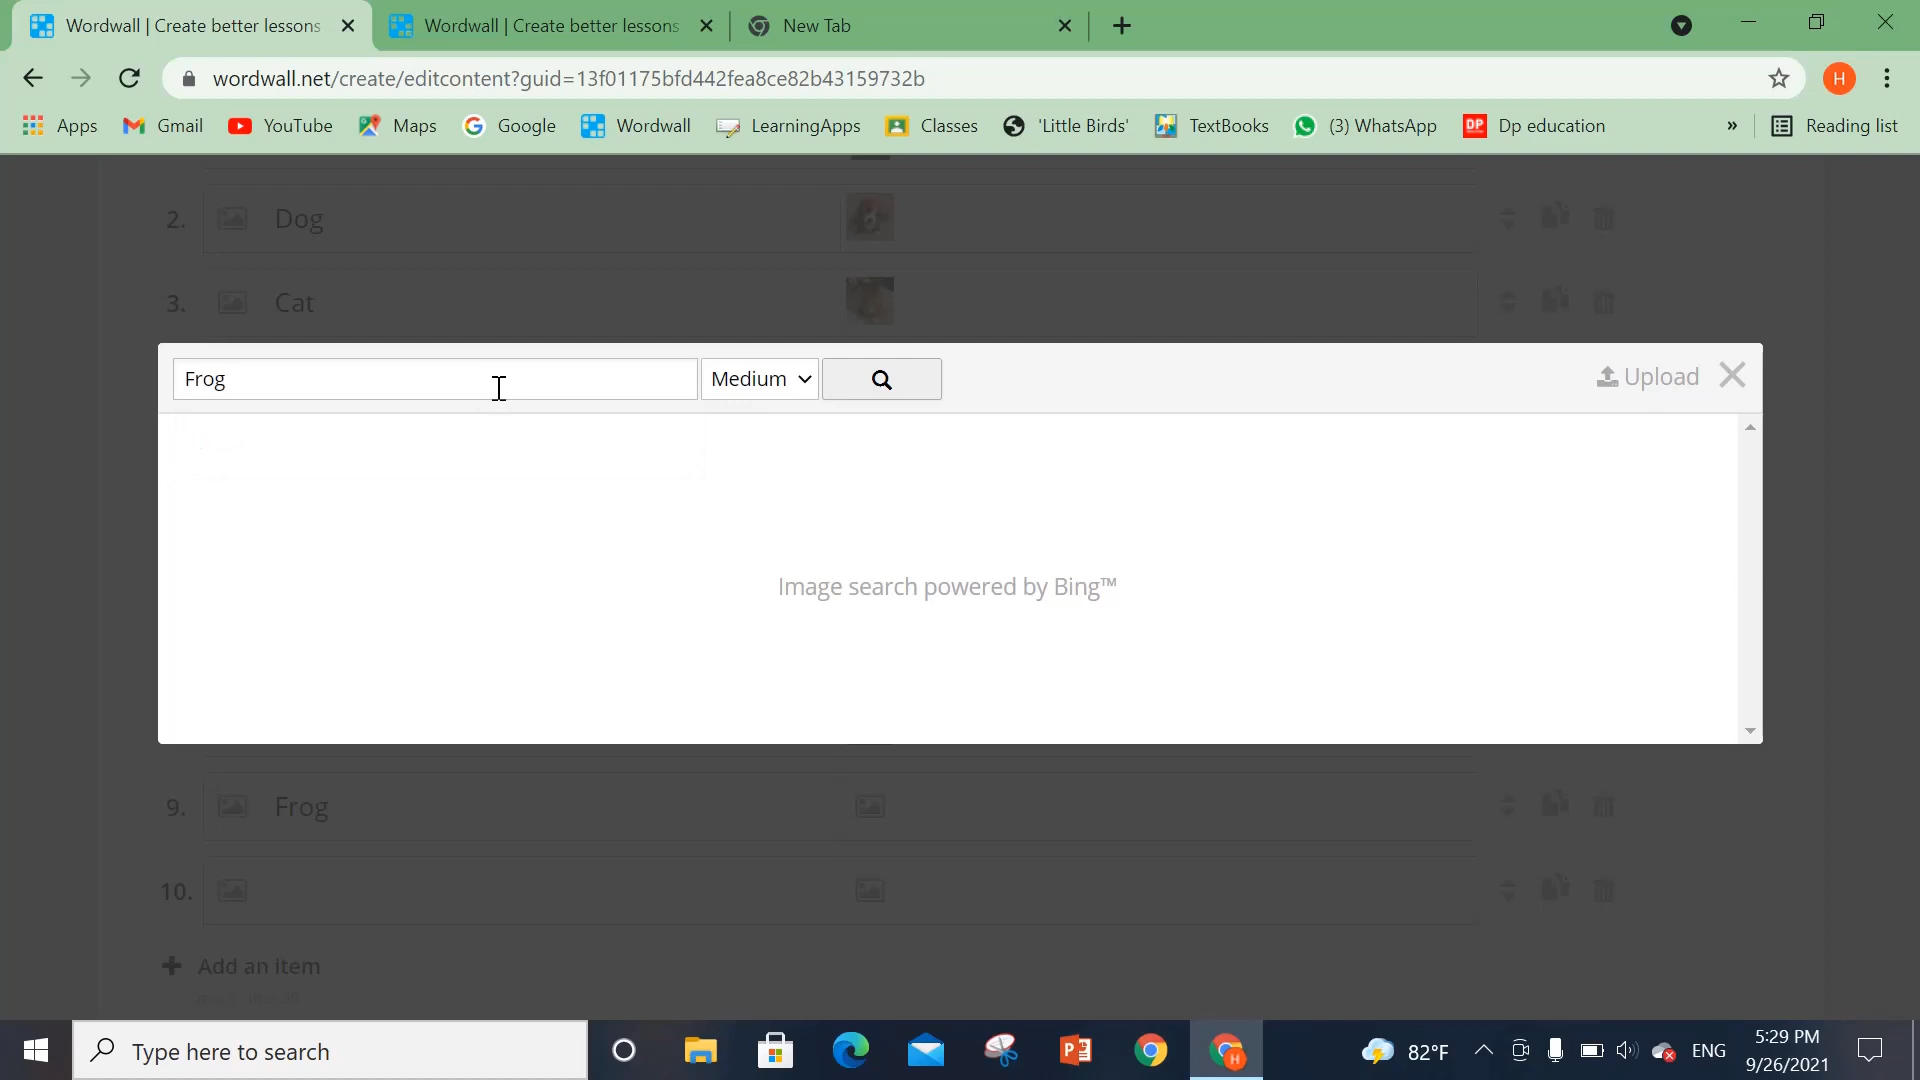 Wordwall | Create better lessons
Wordwall | Create better lessons
New Tab
wordwall.net/create/editcontent?guid=13f01175bfd442fea8ce82b43159732b
H
Apps
Gmail
YouTube
Maps
Google
Wordwall
LearningApps
Classes
'Little Birds'
TextBooks
(3) WhatsApp
DP
Dp education
»
Reading list
2. Dog
3. Cat
Frog
Medium
Upload
Image search powered by Bing™
9. Frog
10.
Add an item
Type here to search
82°F
ENG
5:29 PM
9/26/2021